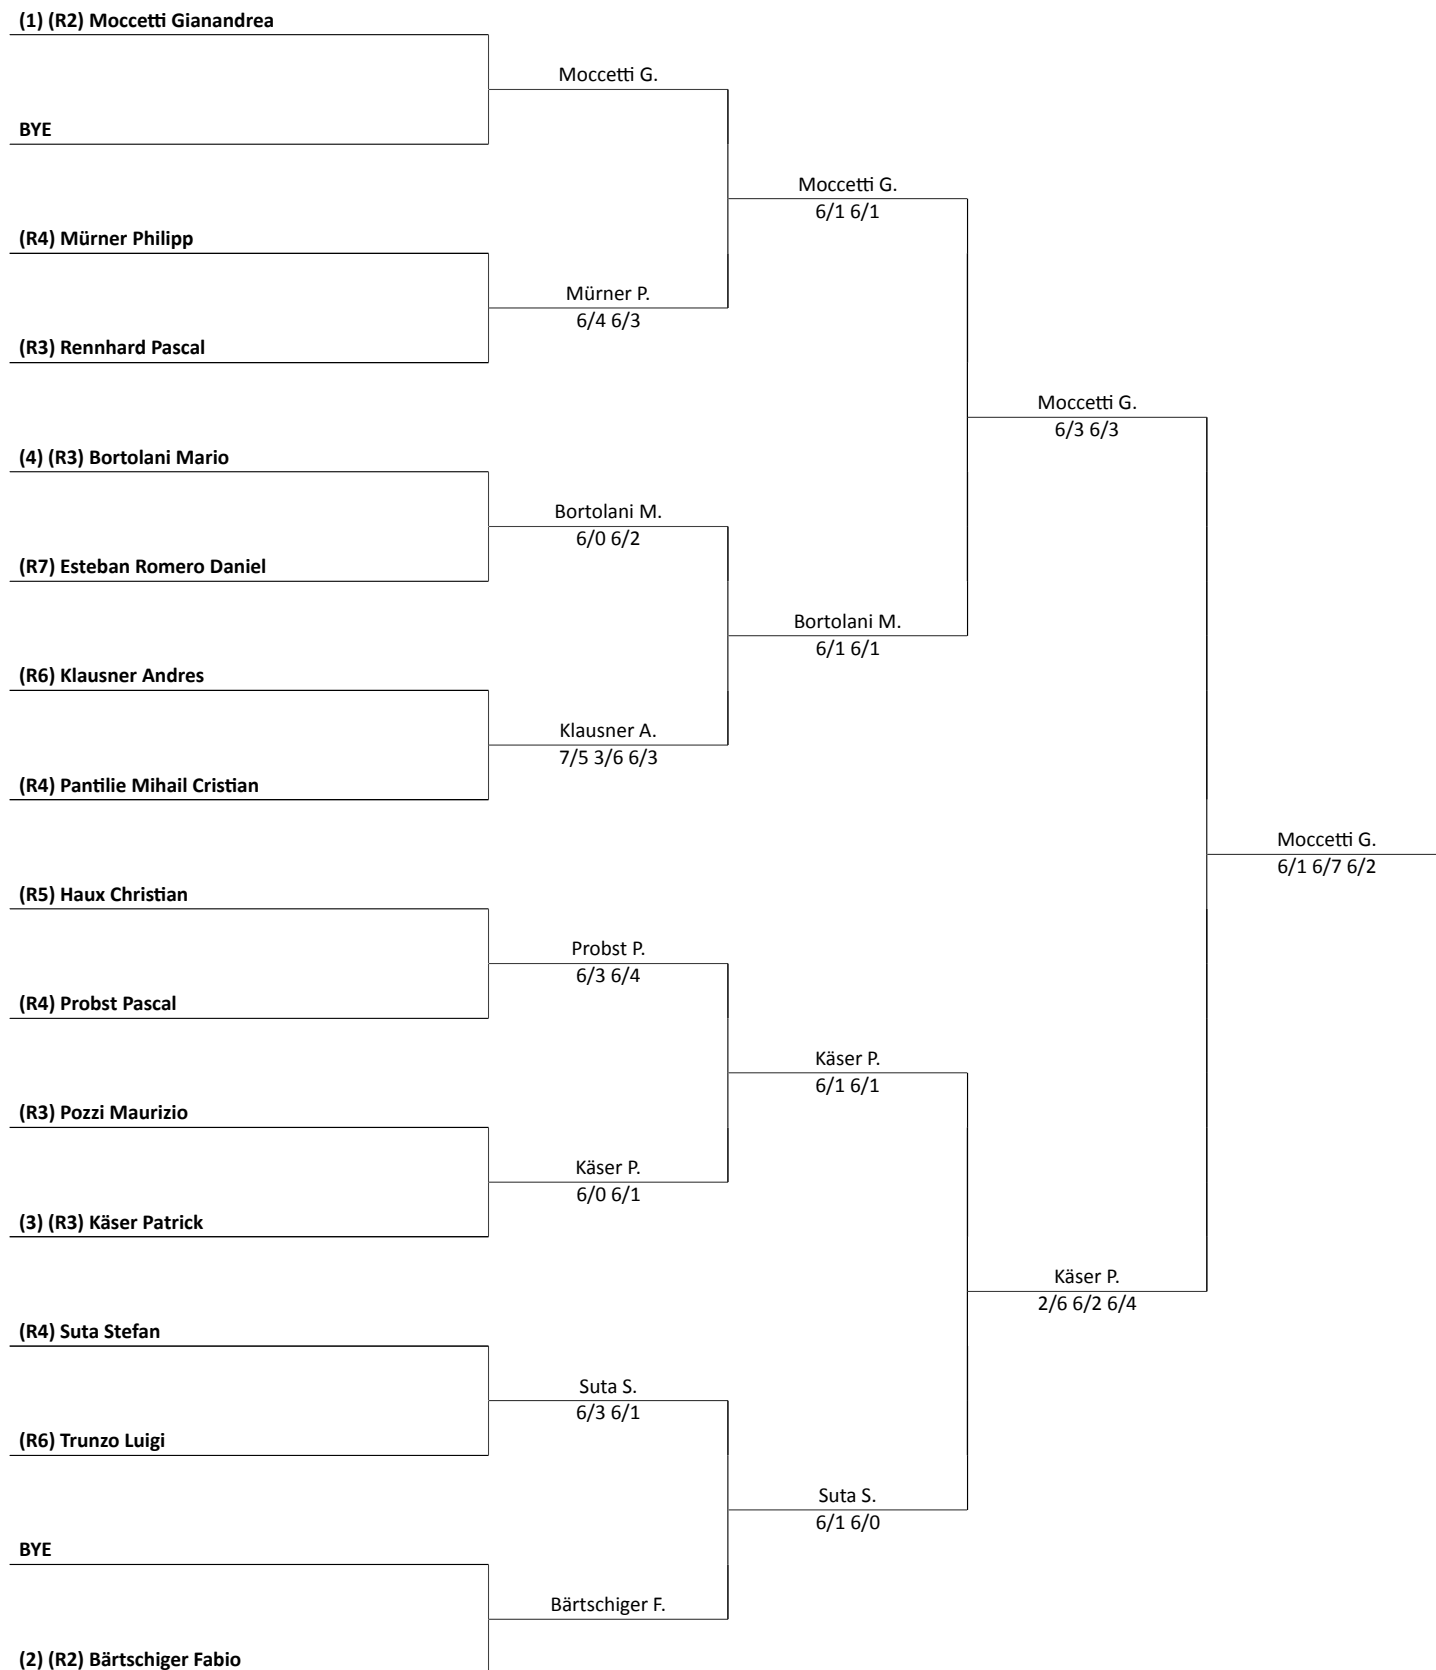 (1) (R2) Moccetti Gianandrea
Moccetti G.
BYE
Moccetti G.
6/1 6/1
(R4) Mürner Philipp
Mürner P.
6/4 6/3
(R3) Rennhard Pascal
Moccetti G.
6/3 6/3
(4) (R3) Bortolani Mario
Bortolani M.
6/0 6/2
(R7) Esteban Romero Daniel
Bortolani M.
6/1 6/1
(R6) Klausner Andres
Klausner A.
7/5 3/6 6/3
(R4) Pantilie Mihail Cristian
Moccetti G.
6/1 6/7 6/2
(R5) Haux Christian
Probst P.
6/3 6/4
(R4) Probst Pascal
Käser P.
6/1 6/1
(R3) Pozzi Maurizio
Käser P.
6/0 6/1
(3) (R3) Käser Patrick
Käser P.
2/6 6/2 6/4
(R4) Suta Stefan
Suta S.
6/3 6/1
(R6) Trunzo Luigi
Suta S.
6/1 6/0
BYE
Bärtschiger F.
(2) (R2) Bärtschiger Fabio